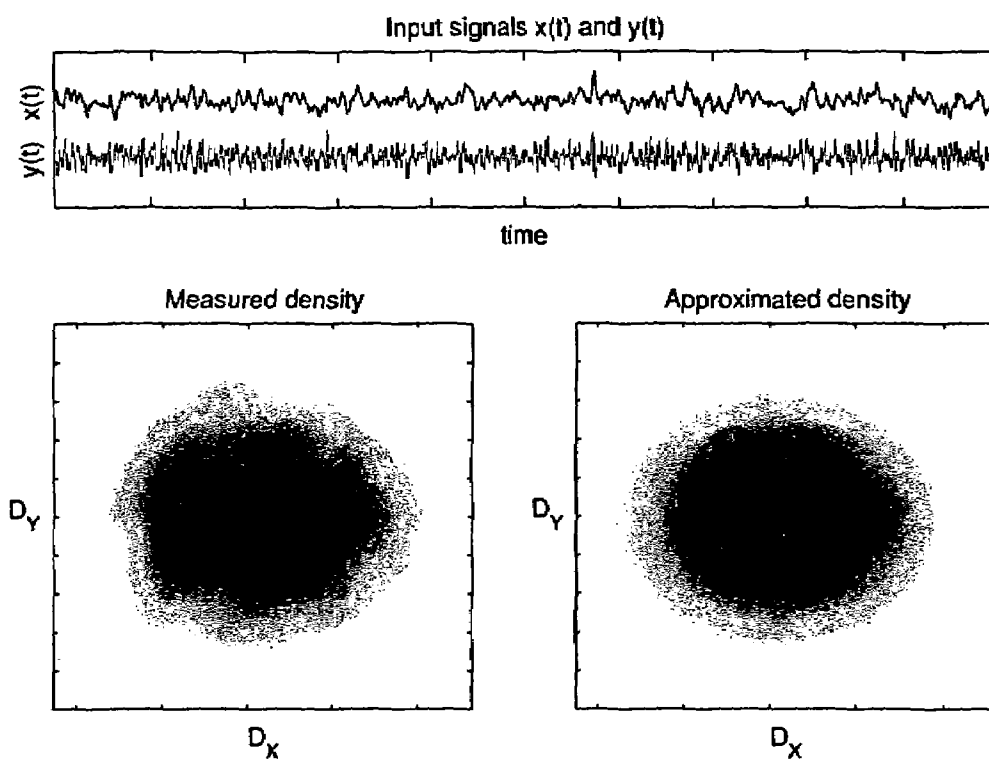 Input signals x(t) and y(t)
x(t)
y(t)
time
Measured density
Approximated density
D_Y
D_X
D_Y
D_X